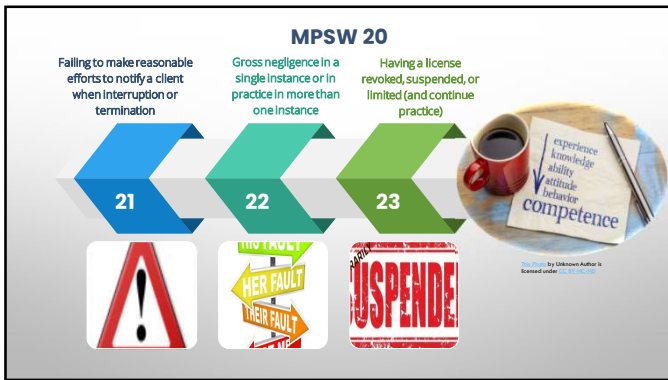 MPSW 20
Failing to make reasonable
efforts to notify a client
when interruption or
termination
Gross negligence in a
single instance or in
practice in more than
one instance
Having a license
revoked, suspended, or
limited (and continue
practice)
21
22
23
experience
knowledge
ability
attitude
behavior
competence
HER FAULT
THEIR FAULT
RARILY
USPENDE
This Photo by Unknown Author is
licensed under CC BY-NC-ND